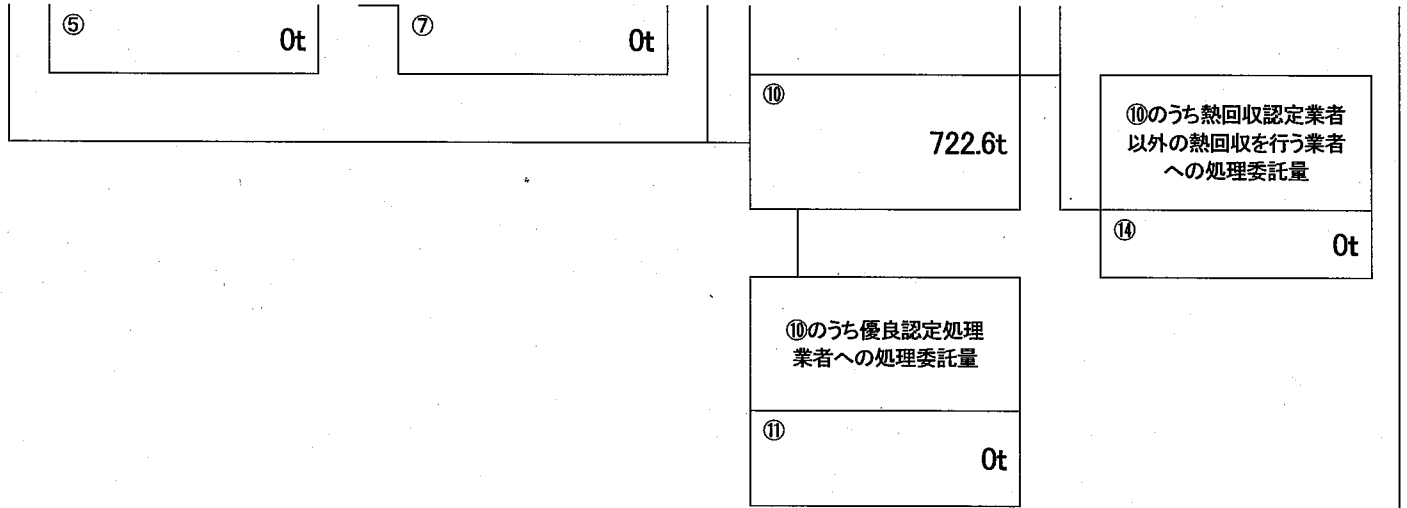 ⑤
0t
⑦
0t
⑩
722.6t
⑩のうち熱回収認定業者
以外の熱回収を行う業者
への処理委託量
⑭
0t
⑩のうち優良認定処理
業者への処理委託量
⑪
0t